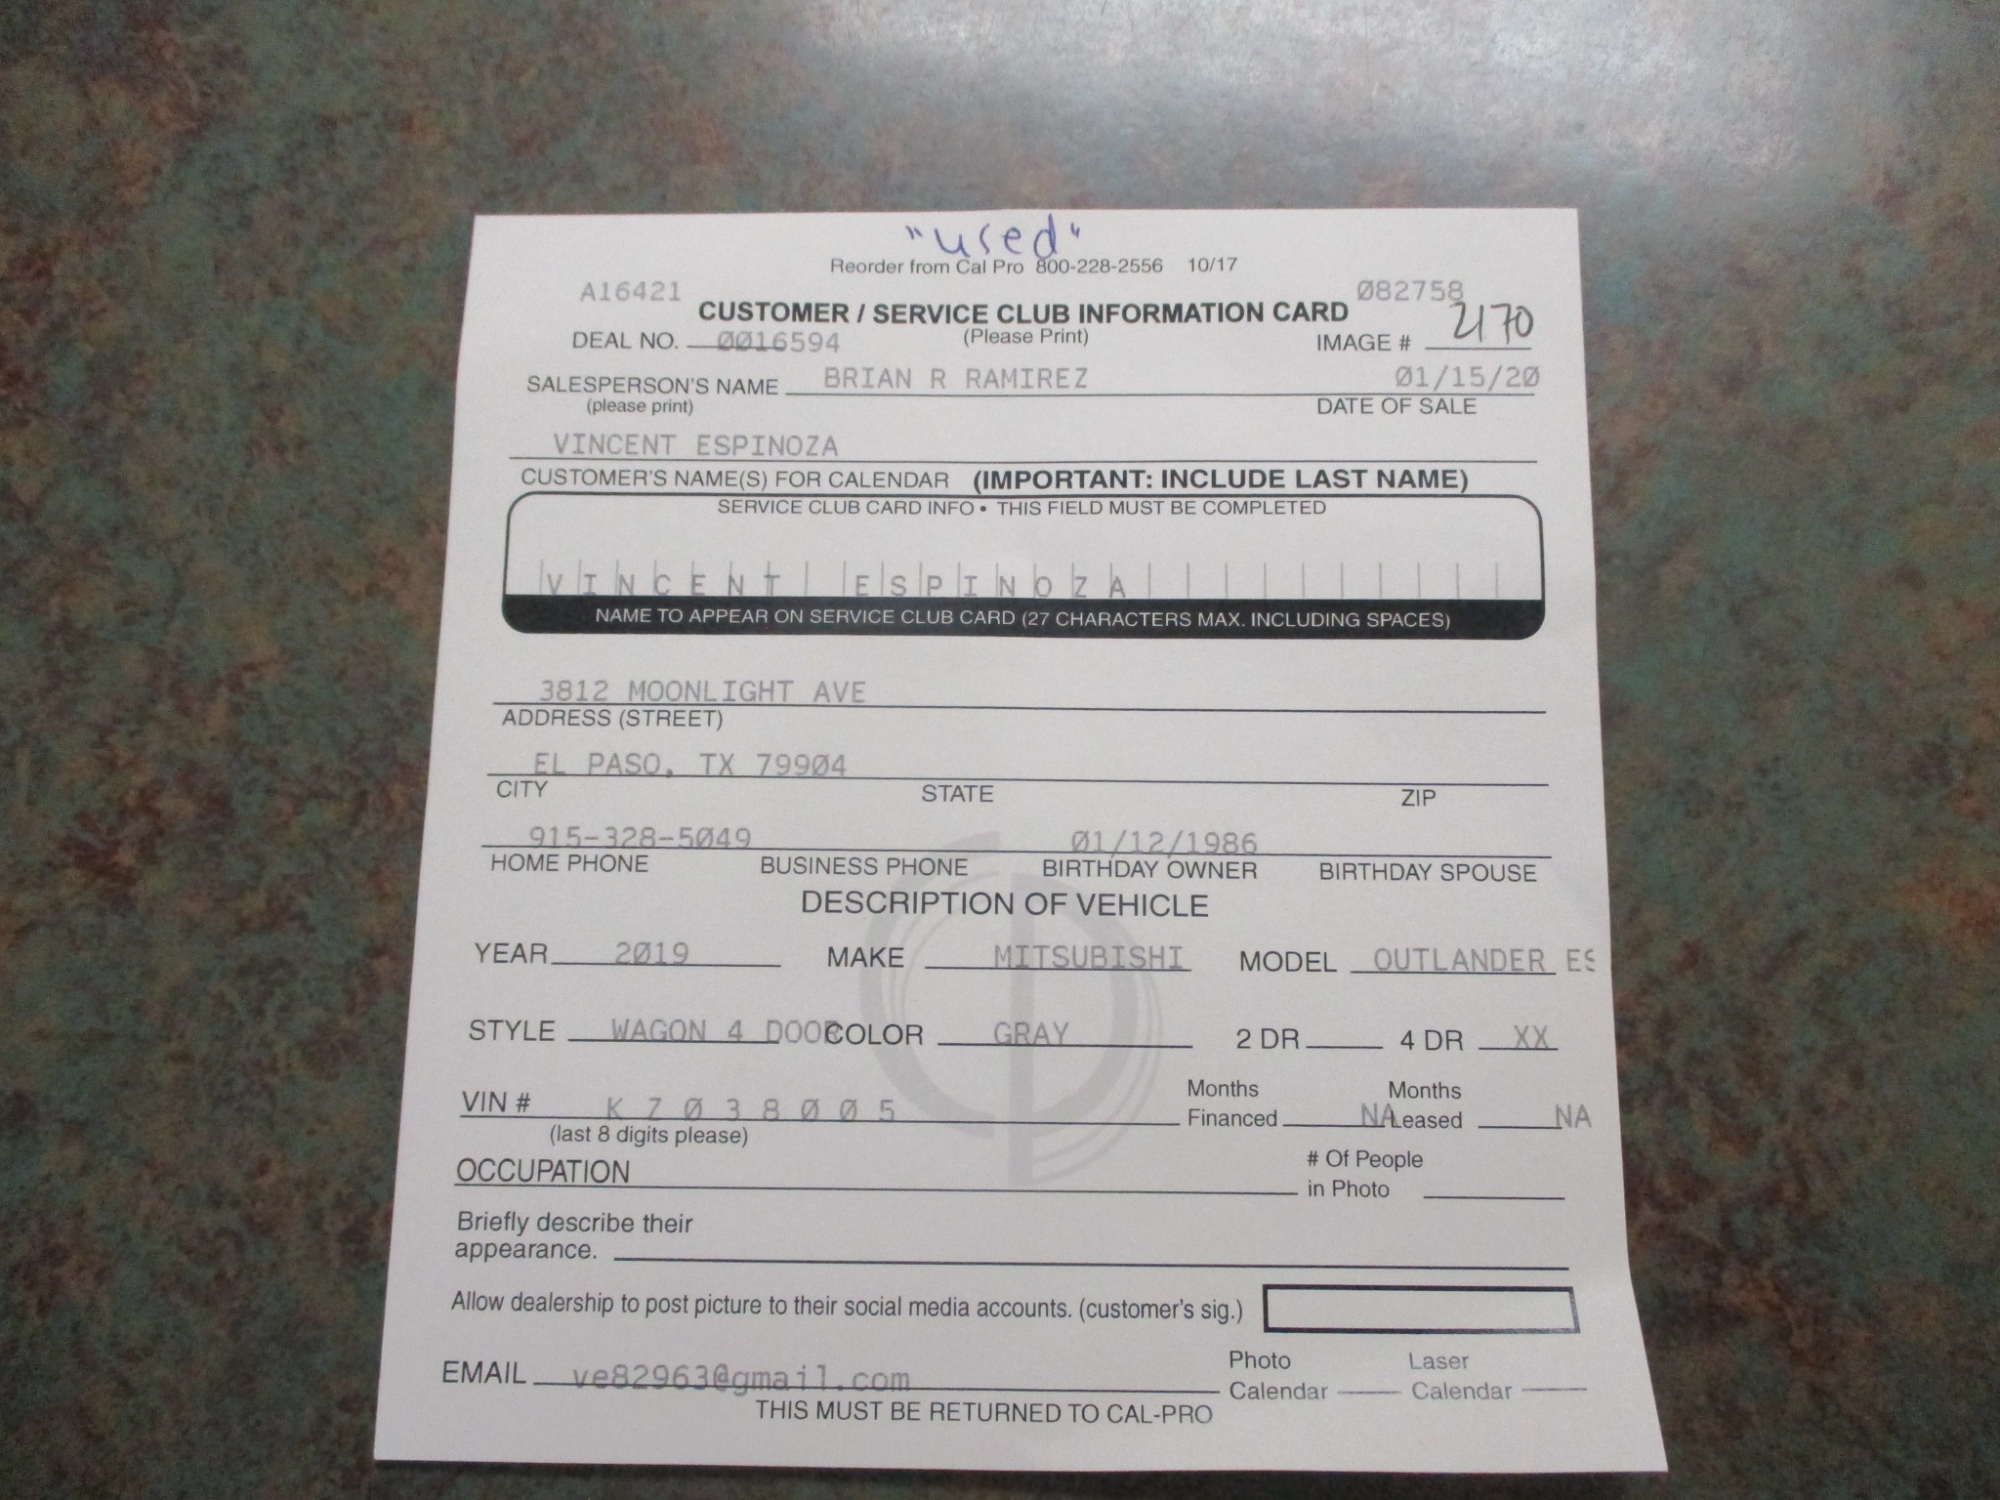 "used"
Reorder from Cal Pro 800-228-2556 10/17
A16421 Ø82758
CUSTOMER / SERVICE CLUB INFORMATION CARD
(Please Print)
DEAL NO. ØØ16594 IMAGE # 2170
SALESPERSON'S NAME BRIAN R RAMIREZ Ø1/15/2Ø
(please print) DATE OF SALE
VINCENT ESPINOZA
CUSTOMER'S NAME(S) FOR CALENDAR (IMPORTANT: INCLUDE LAST NAME)
SERVICE CLUB CARD INFO • THIS FIELD MUST BE COMPLETED
VINCENT ESPINOZA
NAME TO APPEAR ON SERVICE CLUB CARD (27 CHARACTERS MAX. INCLUDING SPACES)
3812 MOONLIGHT AVE
ADDRESS (STREET)
EL PASO, TX 799Ø4
CITY STATE ZIP
915-328-5Ø49 Ø1/12/1986
HOME PHONE BUSINESS PHONE BIRTHDAY OWNER BIRTHDAY SPOUSE
DESCRIPTION OF VEHICLE
YEAR 2Ø19 MAKE MITSUBISHI MODEL OUTLANDER ES
STYLE WAGON 4 DOOR COLOR GRAY 2 DR 4 DR XX
VIN # K Z Ø 3 8 Ø Ø 5 Months Financed NA Months Leased NA
(last 8 digits please)
OCCUPATION # Of People in Photo
Briefly describe their
appearance.
Allow dealership to post picture to their social media accounts. (customer's sig.)
EMAIL ve82963@gmail.com Photo Calendar Laser Calendar
THIS MUST BE RETURNED TO CAL-PRO